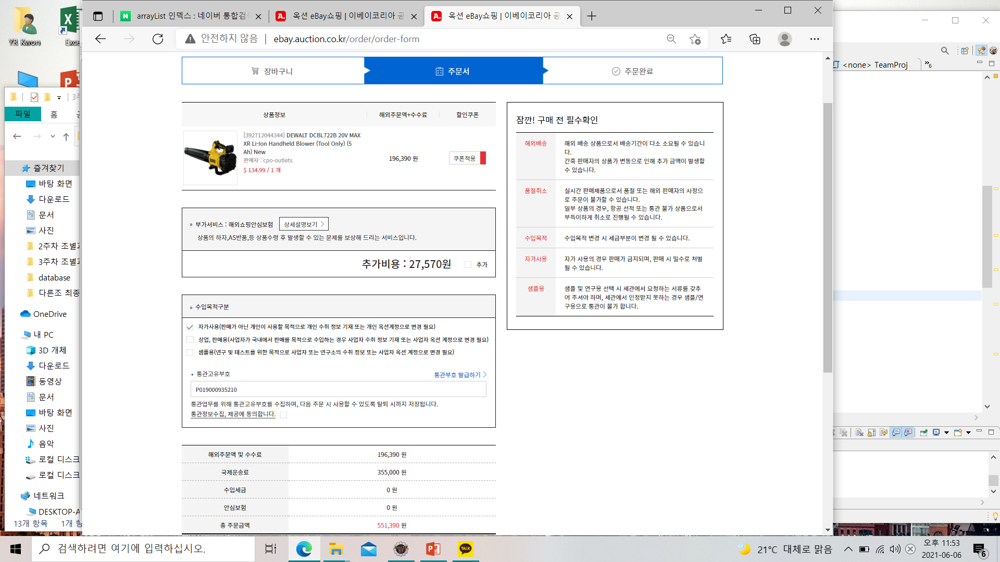 YR Kwon
Exce
arrayList 인덱스 : 네이버 통합검색
옥션 eBay쇼핑 | 이베이코리아 공
옥션 eBay쇼핑 | 이베이코리아 공
안전하지 않음
ebay.auction.co.kr/order/order-form
장바구니
주문서
주문완료
<none> TeamProj
»6
3주
파일
홈
즐겨찾기
바탕 화면
다운로드
문서
사진
2주차 조별과
3주차 조별과
database
다른조 최종
OneDrive
내 PC
3D 개체
다운로드
동영상
문서
바탕 화면
사진
음악
로컬 디스크
로컬 디스크
네트워크
DESKTOP-A
13개 항목
1개 항
상품정보
해외주문액+수수료
할인쿠폰
[392712044344] DEWALT DCBL722B 20V MAX
XR Li-Ion Handheld Blower (Tool Only) (5
Ah) New
판매자 : cpo-outlets
$ 134.99 / 1 개
196,390 원
쿠폰적용
» 부가서비스 : 해외쇼핑안심보험
상세설명보기
상품의 하자,AS반품,등 상품수령 후 발생할 수 있는 문제를 보상해 드리는 서비스입니다.
추가비용 : 27,570원
추가
» 수입목적구분
자가사용(판매가 아닌 개인이 사용할 목적으로 개인 수취 정보 기재 또는 개인 옥션계정으로 변경 필요)
상업, 판매용(사업자가 국내에서 판매를 목적으로 수입하는 경우 사업자 수취 정보 기재 또는 사업자 옥션 계정으로 변경 필요)
샘플용(연구 및 테스트를 위한 목적으로 사업자 또는 연구소의 수취 정보 또는 사업자 옥션 계정으로 변경 필요)
* 통관고유부호
통관부호 발급하기
P019000935210
통관업무를 위해 통관고유부호를 수집하며, 다음 주문 시 사용할 수 있도록 탈퇴 시까지 저장됩니다.
통관정보수집, 제공에 동의합니다.
해외주문액 및 수수료
196,390 원
국제운송료
355,000 원
수입세금
0 원
안심보험
0 원
총 주문금액
551,390 원
잠깐! 구매 전 필수확인
해외배송
해외 배송 상품으로서 배송기간이 다소 소요될 수 있습니
다.
간혹 판매자의 상품가 변동으로 인해 추가 금액이 발생할
수 있습니다.
품절취소
실시간 판매제품으로서 품절 또는 해외 판매자의 사정으
로 주문이 불가할 수 있습니다.
일부 상품의 경우, 항공 선적 또는 통관 불가 상품으로서
부득이하게 취소로 진행될 수 있습니다.
수입목적
수입목적 변경 시 세금부분이 변경 될 수 있습니다.
자가사용
자가 사용의 경우 판매가 금지되며, 판매 시 밀수로 처벌
될 수 있습니다.
샘플용
샘플 및 연구용 선택 시 세관에서 요청하는 서류를 갖추
어 주셔야 하며, 세관에서 인정받지 못하는 경우 샘플/연
구용으로 통관이 불가 합니다.
검색하려면 여기에 입력하십시오.
TALK
21°C 대체로 맑음
오후 11:53
2021-06-06
6